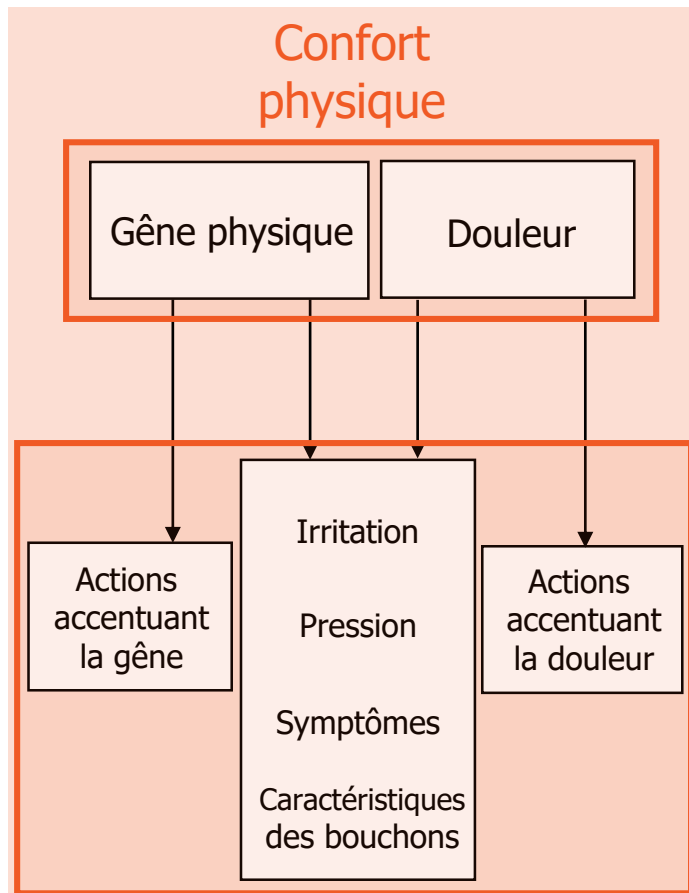 Confort
physique
Gêne physique
Douleur
Irritation
Pression
Symptômes
Caractéristiques
des bouchons
Actions
accentuant
la gêne
Actions
accentuant
la douleur